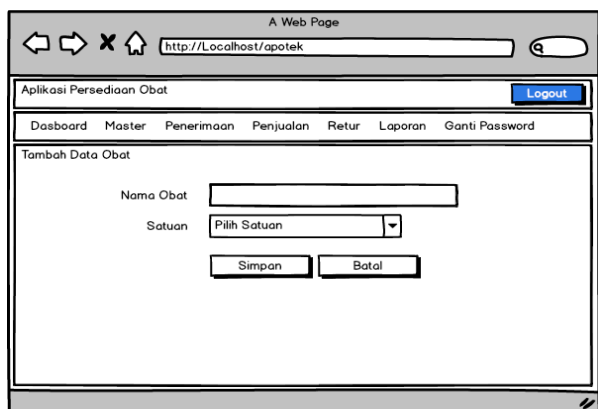 A Web Page
http://Localhost/apotek
Aplikasi Persediaan Obat
Logout
Dasboard Master Penerimaan Penjualan Retur Laporan Ganti Password
Tambah Data Obat
Nama Obat
Satuan Pilih Satuan
Simpan Batal